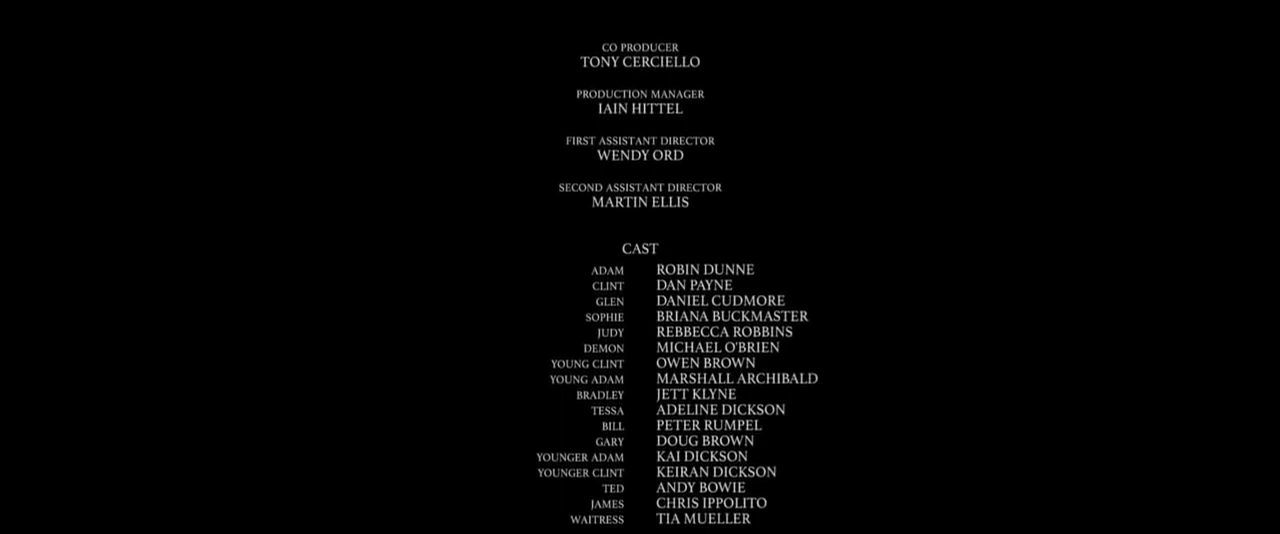 CO PRODUCER
TONY CERCIELLO
PRODUCTION MANAGER
IAIN HITTEL
FIRST ASSISTANT DIRECTOR
WENDY ORD
SECOND ASSISTANT DIRECTOR
MARTIN ELLIS
CAST
ADAM ROBIN DUNNE
CLINT DAN PAYNE
GLEN DANIEL CUDMORE
SOPHIE BRIANA BUCKMASTER
JUDY REBBECCA ROBBINS
DEMON MICHAEL O'BRIEN
YOUNG CLINT OWEN BROWN
YOUNG ADAM MARSHALL ARCHIBALD
BRADLEY JETT KLYNE
TESSA ADELINE DICKSON
BILL PETER RUMPEL
GARY DOUG BROWN
YOUNGER ADAM KAI DICKSON
YOUNGER CLINT KEIRAN DICKSON
TED ANDY BOWIE
JAMES CHRIS IPPOLITO
WAITRESS TIA MUELLER